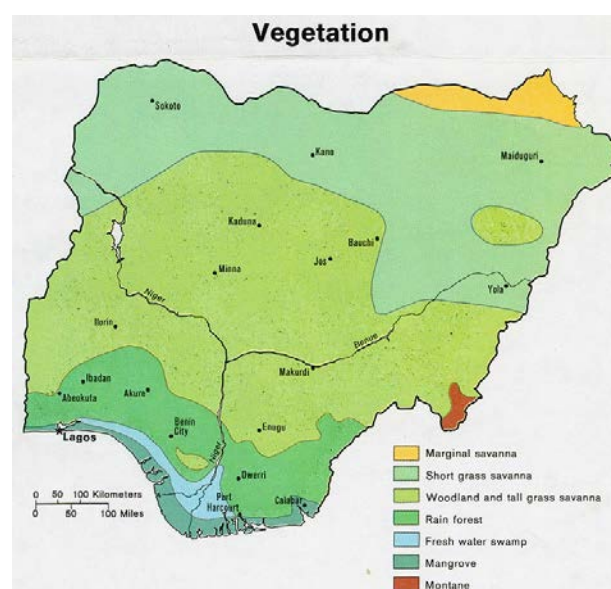 Vegetation
Sokoto
Kano
Maiduguri
Kaduna
Bauchi
Jos
Minna
Yola
Niger
Benue
Ilorin
Makurdi
Ibadan
Abeokuta
Akure
Benin
City
Enugu
Lagos
Niger
Owerri
Port
Harcourt
Calabar
0 50 100 Kilometers
0 50 100 Miles
Marginal savanna
Short grass savanna
Woodland and tall grass savanna
Rain forest
Fresh water swamp
Mangrove
Montane